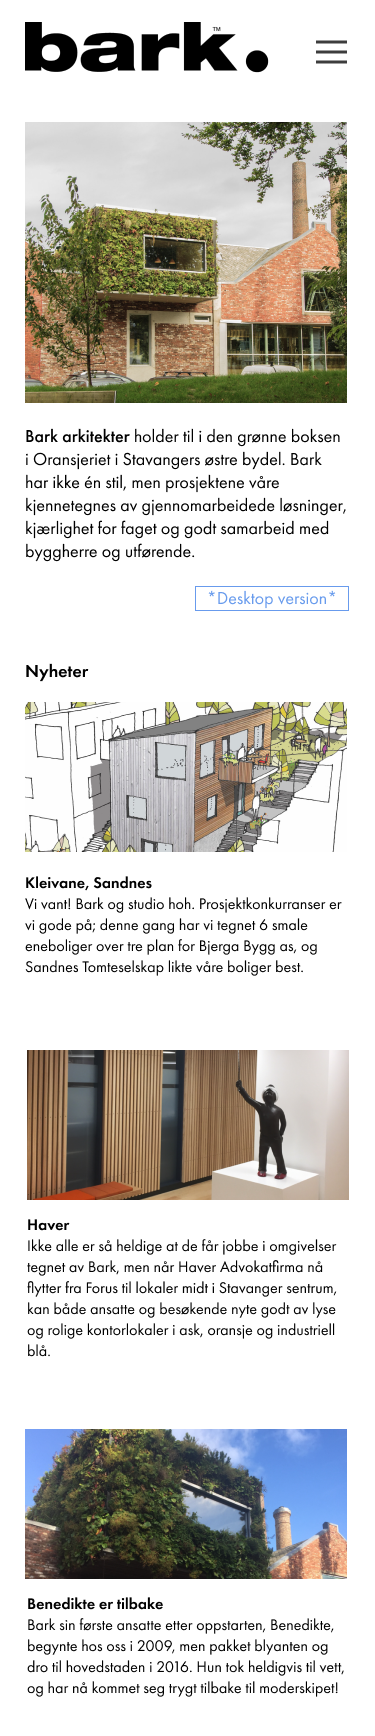 bark.™
Bark arkitekter holder til i den grønne boksen
i Oransjeriet i Stavangers østre bydel. Bark
har ikke én stil, men prosjektene våre
kjennetegnes av gjennomarbeidede løsninger,
kjærlighet for faget og godt samarbeid med
byggherre og utførende.
*Desktop version*
Nyheter
Kleivane, Sandnes
Vi vant! Bark og studio hoh. Prosjektkonkurranser er
vi gode på; denne gang har vi tegnet 6 smale
eneboliger over tre plan for Bjerga Bygg as, og
Sandnes Tomteselskap likte våre boliger best.
Haver
Ikke alle er så heldige at de får jobbe i omgivelser
tegnet av Bark, men når Haver Advokatfirma nå
flytter fra Forus til lokaler midt i Stavanger sentrum,
kan både ansatte og besøkende nyte godt av lyse
og rolige kontorlokaler i ask, oransje og industriell
blå.
Benedikte er tilbake
Bark sin første ansatte etter oppstarten, Benedikte,
begynte hos oss i 2009, men pakket blyanten og
dro til hovedstaden i 2016. Hun tok heldigvis til vett,
og har nå kommet seg trygt tilbake til moderskipet!